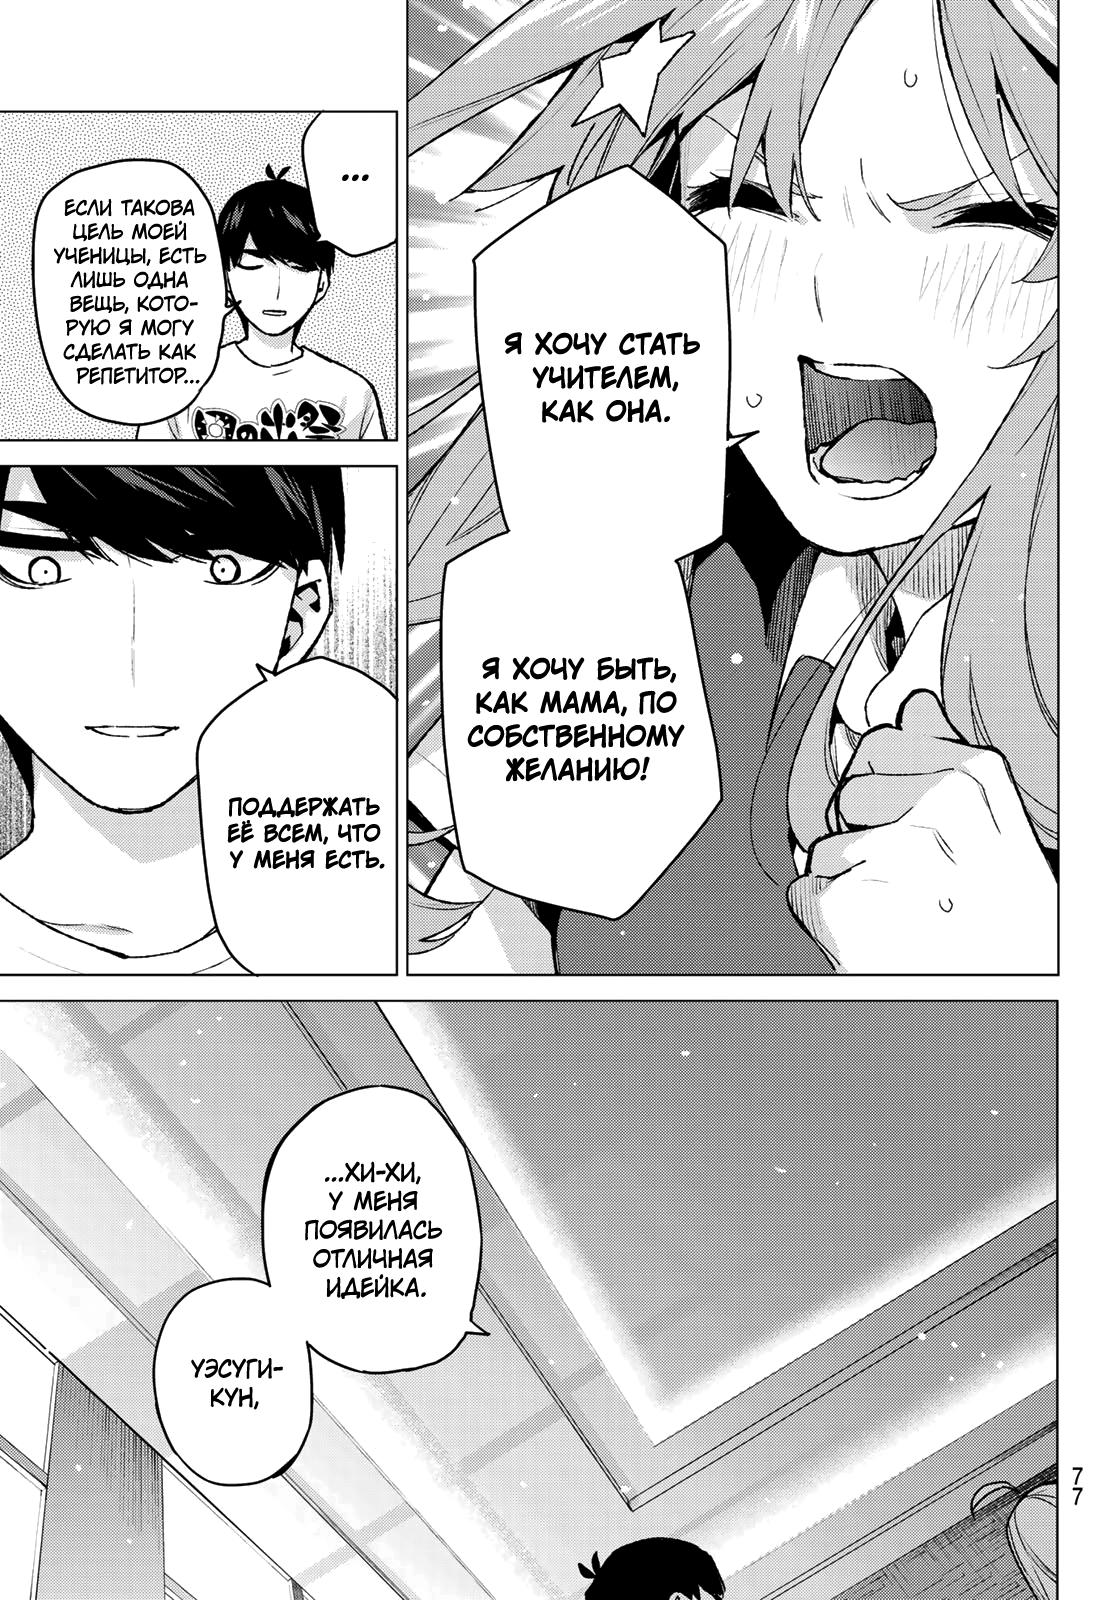 Я ХОЧУ СТАТЬ
УЧИТЕЛЕМ,
КАК ОНА.
Я ХОЧУ БЫТЬ,
КАК МАМА, ПО
СОБСТВЕННОМУ
ЖЕЛАНИЮ!
...
ЕСЛИ ТАКОВА
ЦЕЛЬ МОЕЙ
УЧЕНИЦЫ, ЕСТЬ
ЛИШЬ ОДНА
ВЕЩЬ, КОТО-
РУЮ Я МОГУ
СДЕЛАТЬ КАК
РЕПЕТИТОР...
ПОДДЕРЖАТЬ
ЕЁ ВСЕМ, ЧТО
У МЕНЯ ЕСТЬ.
...ХИ-ХИ,
У МЕНЯ
ПОЯВИЛАСЬ
ОТЛИЧНАЯ
ИДЕЙКА.
УЭСУГИ-
КУН,
77